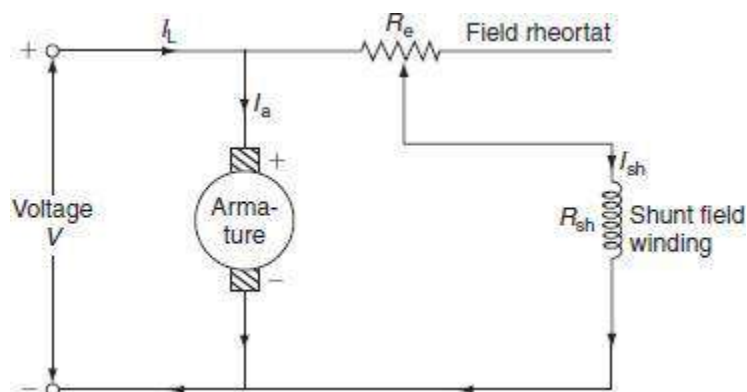 I_L
R_e
Field rheortat
+
I_a
+
I_sh
Voltage
V
Arma-
ture
R_sh
Shunt field
winding
−
−